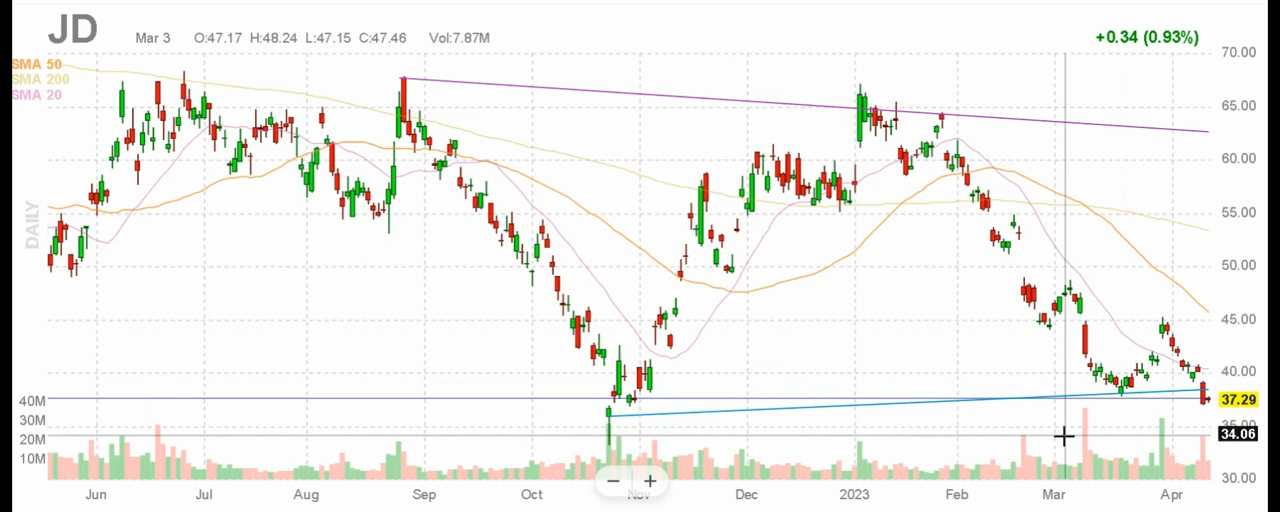 JD
Mar 3 O:47.17 H:48.24 L:47.15 C:47.46 Vol:7.87M
+0.34 (0.93%)
SMA 50
SMA 200
SMA 20
DAILY
70.00
65.00
60.00
55.00
50.00
45.00
40.00
37.29
35.00
34.06
30.00
40M
30M
20M
10M
− +
Jun Jul Aug Sep Oct Nov Dec 2023 Feb Mar Apr